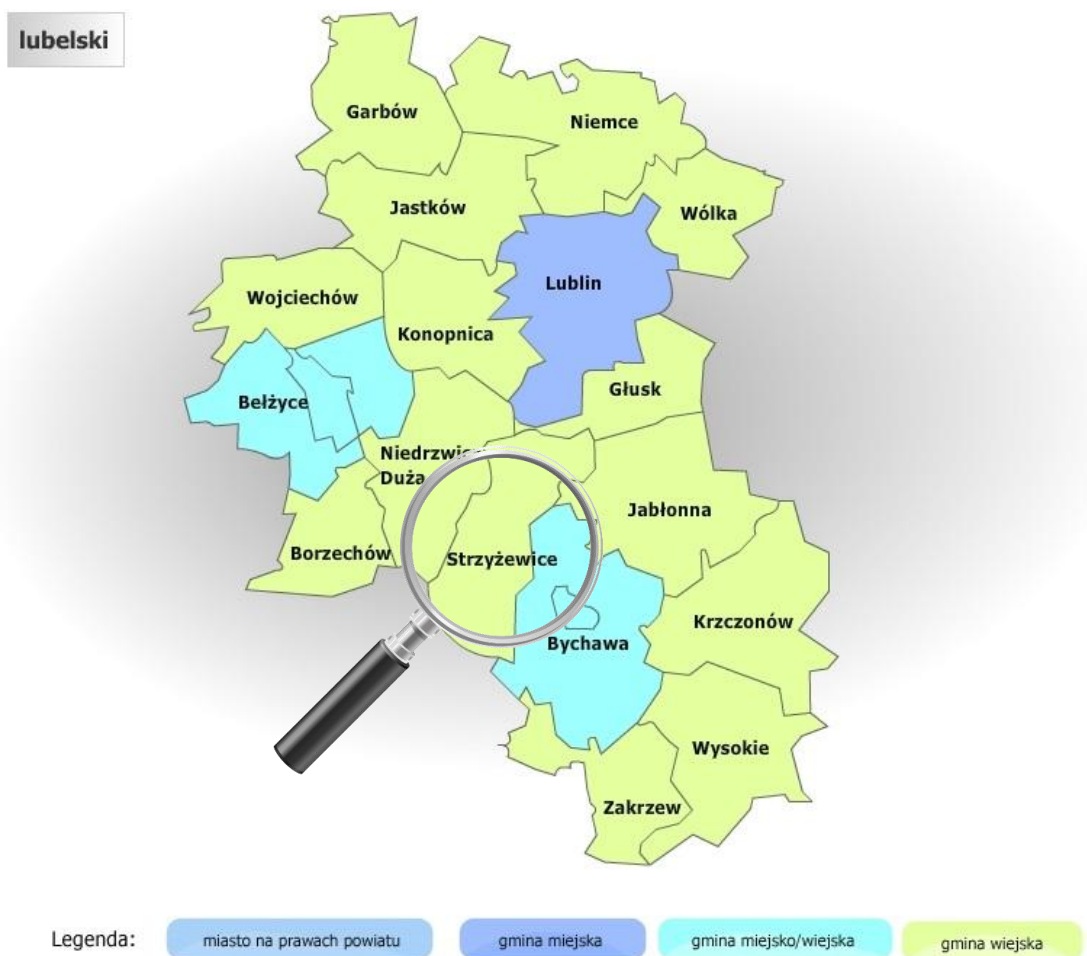 lubelski
Garbów
Niemce
Jastków
Wólka
Lublin
Wojciechów
Konopnica
Głusk
Bełżyce
Niedrzwica
Duża
Jabłonna
Borzechów
Strzyżewice
Krzczonów
Bychawa
Wysokie
Zakrzew
Legenda:
miasto na prawach powiatu
gmina miejska
gmina miejsko/wiejska
gmina wiejska